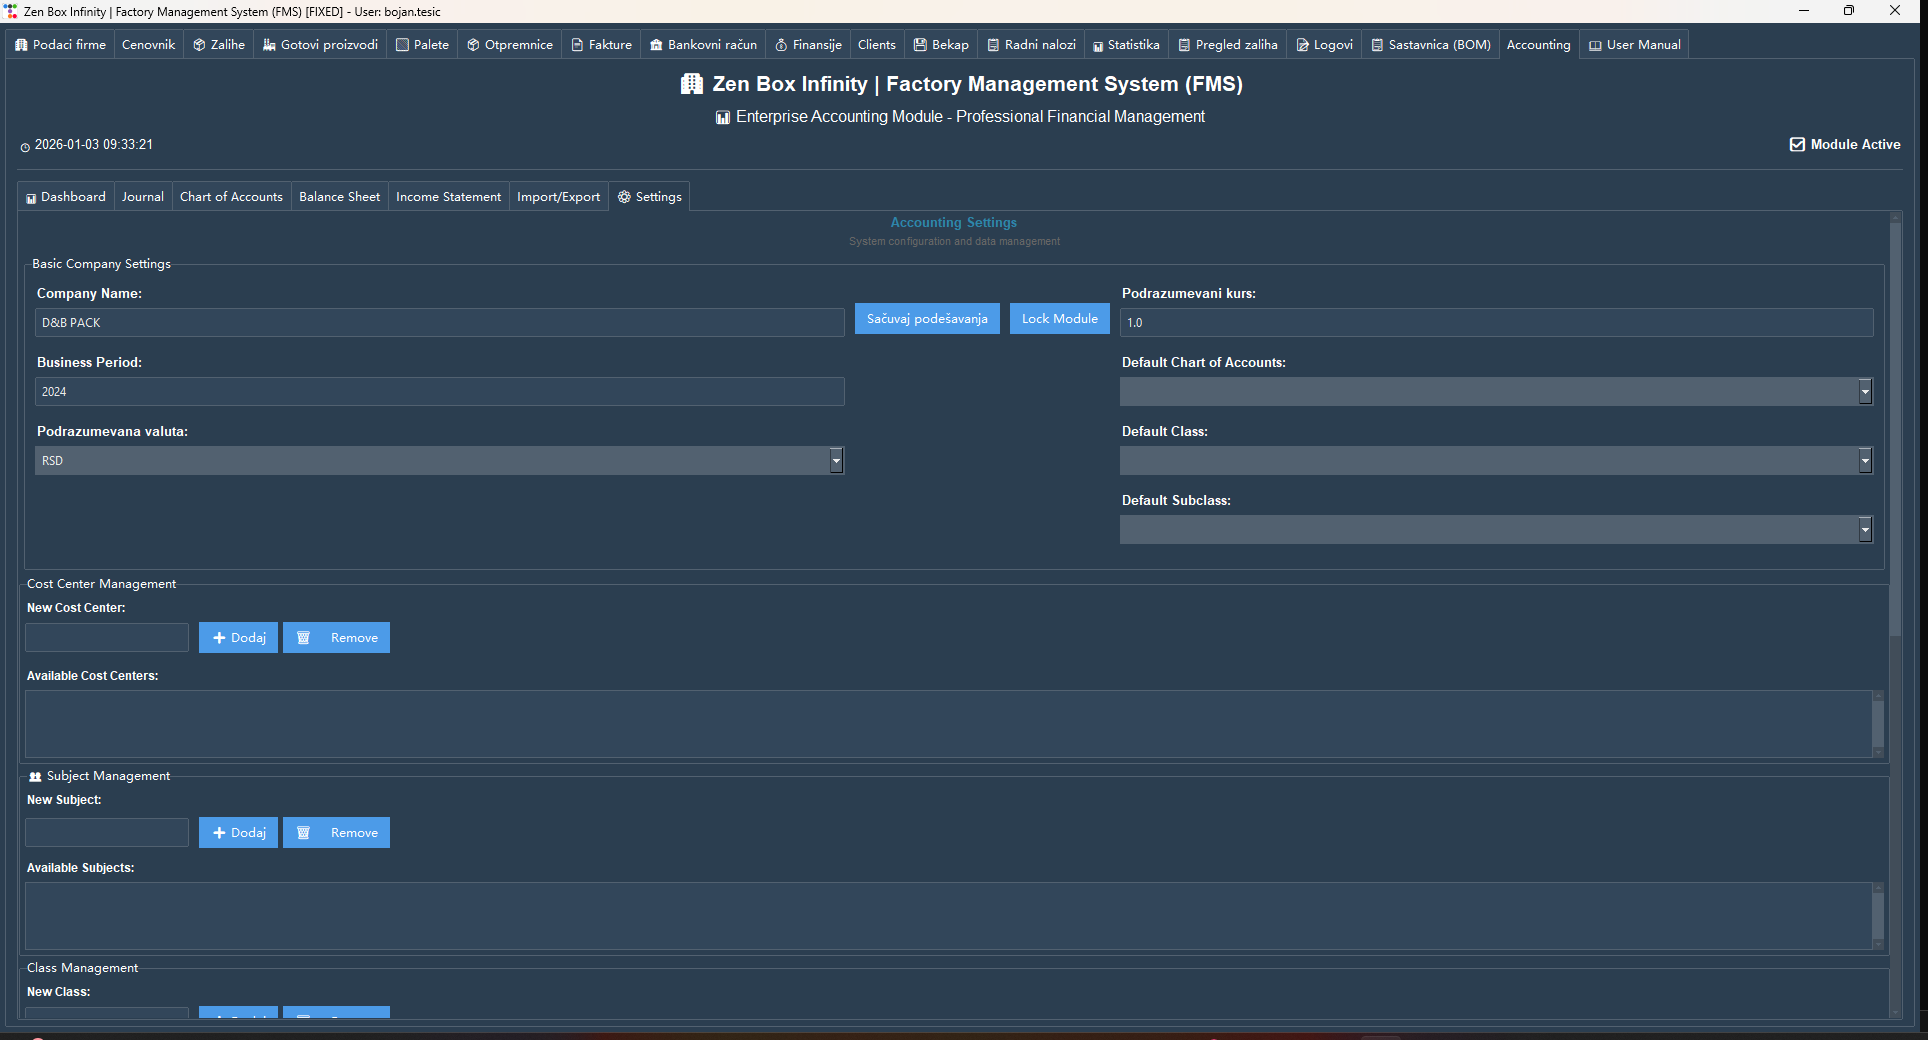 Zen Box Infinity | Factory Management System (FMS) [FIXED] - User: bojan.tesic
Podaci firme Cenovnik Zalihe Gotovi proizvodi Palete Otpremnice Fakture Bankovni račun Finansije Clients Bekap Radni nalozi Statistika Pregled zaliha Logovi Sastavnica (BOM) Accounting User Manual
Zen Box Infinity | Factory Management System (FMS)
Enterprise Accounting Module - Professional Financial Management
2026-01-03 09:33:21
Module Active
Dashboard Journal Chart of Accounts Balance Sheet Income Statement Import/Export Settings
Accounting Settings
System configuration and data management
Basic Company Settings
Company Name:
D&B PACK
Sačuvaj podešavanja
Lock Module
Podrazumevani kurs:
1.0
Business Period:
2024
Default Chart of Accounts:
Podrazumevana valuta:
RSD
Default Class:
Default Subclass:
Cost Center Management
New Cost Center:
Dodaj Remove
Available Cost Centers:
Subject Management
New Subject:
Dodaj Remove
Available Subjects:
Class Management
New Class: